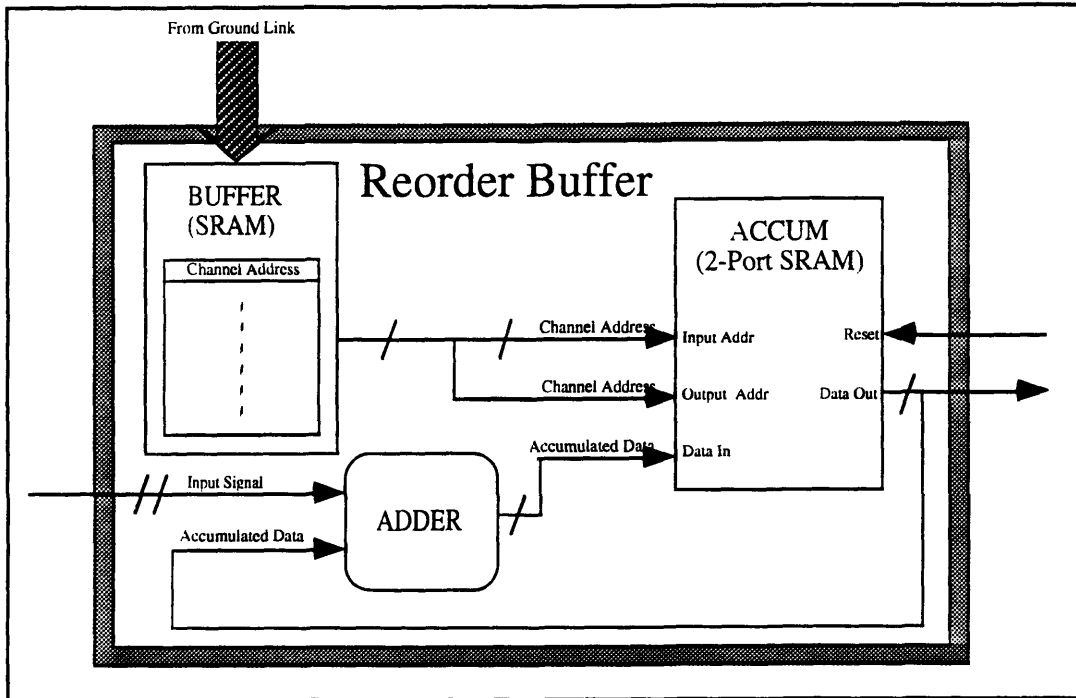 From Ground Link
Reorder Buffer
BUFFER
(SRAM)
Channel Address
ACCUM
(2-Port SRAM)
Channel Address
Input Addr
Reset
Channel Address
Output Addr
Data Out
Accumulated Data
Data In
Input Signal
ADDER
Accumulated Data